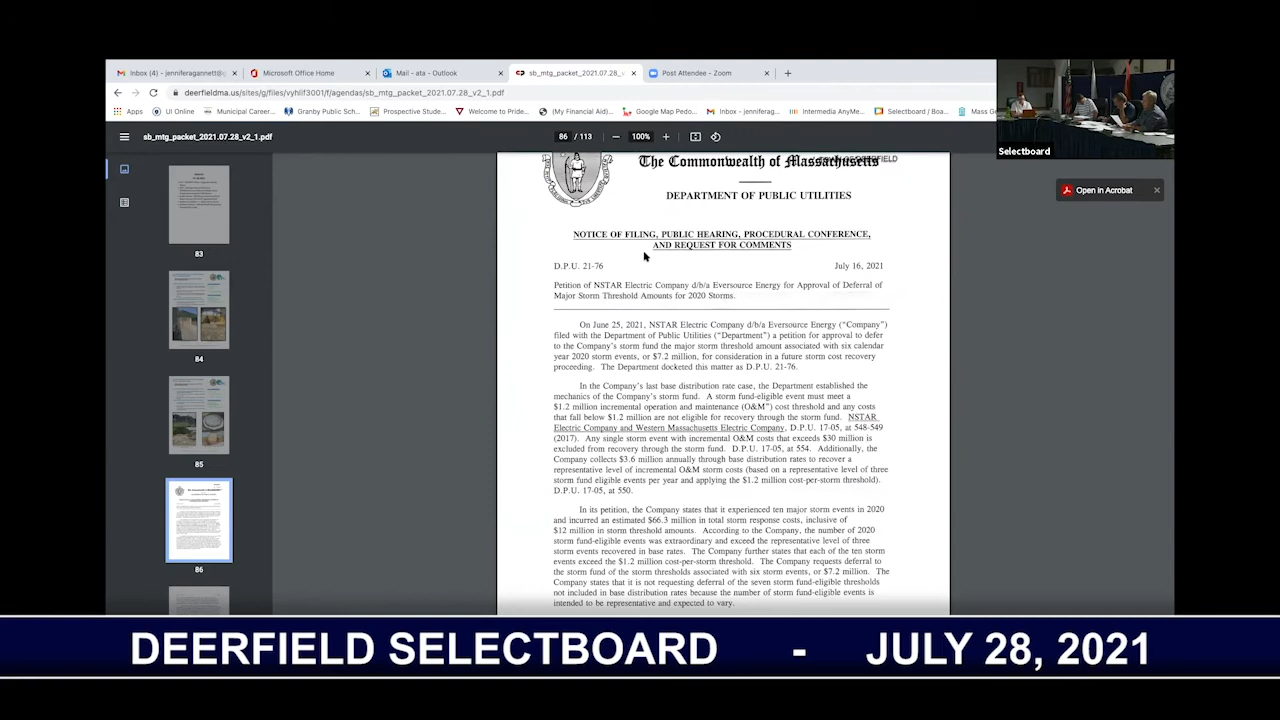 Inbox (4) - jenniferagannett@g
Microsoft Office Home
Mail - ata - Outlook
sb_mtg_packet_2021.07.28_v
Post Attendee - Zoom
deerfieldma.us/sites/g/files/vyhlif3001/f/agendas/sb_mtg_packet_2021.07.28_v2_1.pdf
Apps
UI Online
Municipal Career...
Granby Public Sch...
Prospective Stude...
Welcome to Pride...
(My Financial Aid)...
Google Map Pedo...
Inbox - jenniferag...
Intermedia AnyMe...
Selectboard / Boa...
Mass G
sb_mtg_packet_2021.07.28_v2_1.pdf
86 / 113
100%
Selectboard
Open in Acrobat
83
84
85
86
The Commonwealth of Massachusetts
DEPARTMENT OF PUBLIC UTILITIES
NOTICE OF FILING, PUBLIC HEARING, PROCEDURAL CONFERENCE,
AND REQUEST FOR COMMENTS
D.P.U. 21-76 July 16, 2021
Petition of NSTAR Electric Company d/b/a Eversource Energy for Approval of Deferral of
Major Storm Threshold Amounts for 2020 Storms.
On June 25, 2021, NSTAR Electric Company d/b/a Eversource Energy (“Company”)
filed with the Department of Public Utilities (“Department”) a petition for approval to defer
to the Company’s storm fund the major storm threshold amount associated with six calendar
year 2020 storm events, or $7.2 million, for consideration in a future storm cost recovery
proceeding. The Department docketed this matter as D.P.U. 21-76.
In the Company’s last base distribution rate case, the Department established the
mechanics of the Company’s storm fund. A storm fund-eligible event must meet a
$1.2 million incremental operation and maintenance (O&M”) cost threshold and any costs
that fall below $1.2 million are not eligible for recovery through the storm fund. NSTAR
Electric Company and Western Massachusetts Electric Company, D.P.U. 17-05, at 548-549
(2017). Any single storm event with incremental O&M costs that exceeds $30 million is
excluded from recovery through the storm fund. D.P.U. 17-05, at 554. Additionally, the
Company collects $3.6 million annually through base distribution rates to recover a
representative level of incremental O&M storm costs (based on a representative level of three
storm fund eligible events per year and applying the $1.2 million cost-per-storm threshold).
D.P.U. 17-05, at 550.
In its petition, the Company states that it experienced ten major storm events in 2020
and incurred an estimated $66.3 million in total storm response costs, inclusive of
$12 million in storm threshold amounts. According to the Company, the number of 2020
storm fund-eligible events was extraordinary and exceed the representative level of three
storm events recovered in base rates. The Company further states that each of the ten storm
events exceed the $1.2 million cost-per-storm threshold. The Company requests deferral to
the storm fund of the storm thresholds associated with six storm events, or $7.2 million. The
Company states that it is not requesting deferral of the seven storm fund-eligible thresholds
not included in base distribution rates because the number of storm fund-eligible events is
intended to be representative and expected to vary.
DEERFIELD SELECTBOARD - JULY 28, 2021